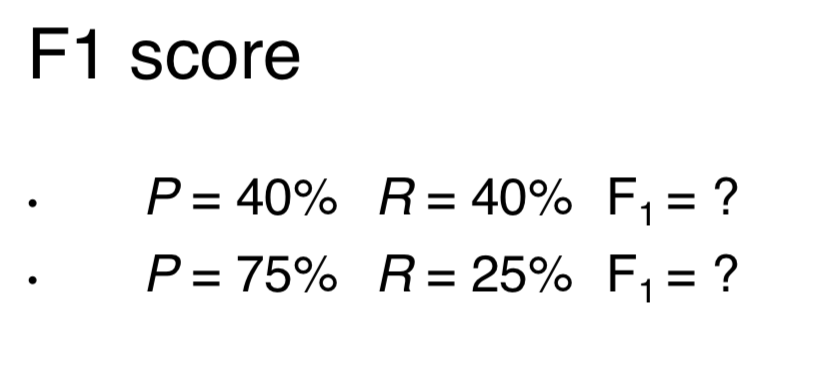 F1 score
• P = 40% R = 40% F₁ = ?
• P = 75% R = 25% F₁ = ?